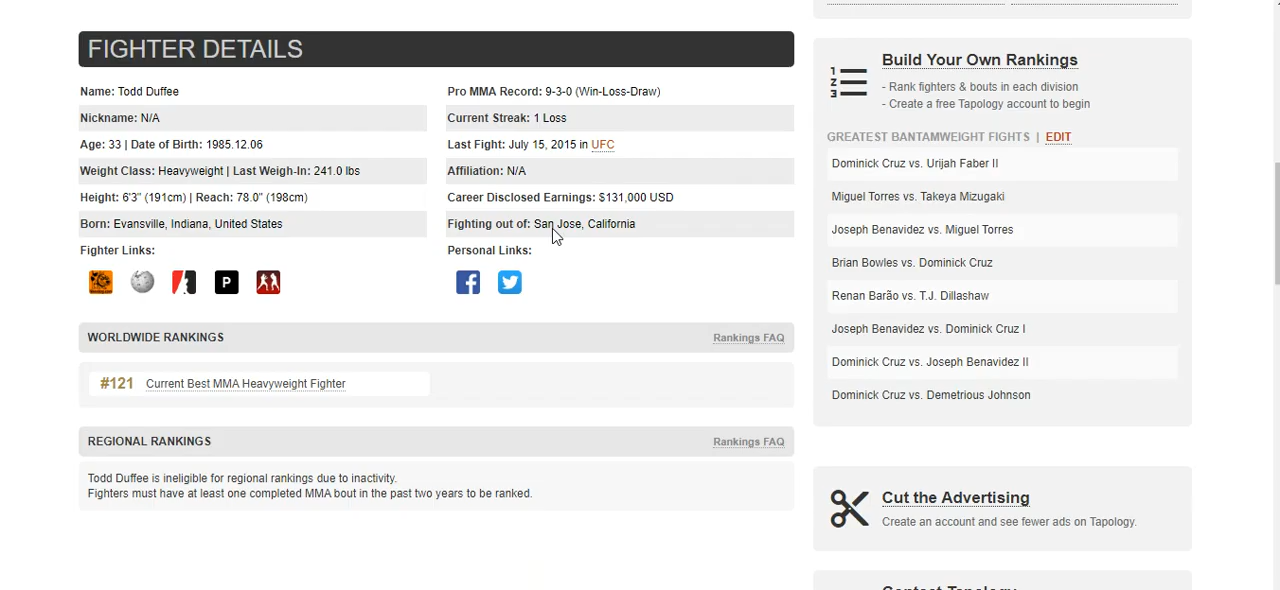 FIGHTER DETAILS
Name: Todd Duffee
Nickname: N/A
Age: 33 | Date of Birth: 1985.12.06
Weight Class: Heavyweight | Last Weigh-In: 241.0 lbs
Height: 6'3" (191cm) | Reach: 78.0" (198cm)
Born: Evansville, Indiana, United States
Fighter Links:
P
Pro MMA Record: 9-3-0 (Win-Loss-Draw)
Current Streak: 1 Loss
Last Fight: July 15, 2015 in UFC
Affiliation: N/A
Career Disclosed Earnings: $131,000 USD
Fighting out of: San Jose, California
Personal Links:
WORLDWIDE RANKINGS
Rankings FAQ
#121 Current Best MMA Heavyweight Fighter
REGIONAL RANKINGS
Rankings FAQ
Todd Duffee is ineligible for regional rankings due to inactivity.
Fighters must have at least one completed MMA bout in the past two years to be ranked.
1
2
3
Build Your Own Rankings
- Rank fighters & bouts in each division
- Create a free Tapology account to begin
GREATEST BANTAMWEIGHT FIGHTS | EDIT
Dominick Cruz vs. Urijah Faber II
Miguel Torres vs. Takeya Mizugaki
Joseph Benavidez vs. Miguel Torres
Brian Bowles vs. Dominick Cruz
Renan Barão vs. T.J. Dillashaw
Joseph Benavidez vs. Dominick Cruz I
Dominick Cruz vs. Joseph Benavidez II
Dominick Cruz vs. Demetrious Johnson
Cut the Advertising
Create an account and see fewer ads on Tapology.
Contact Tapology